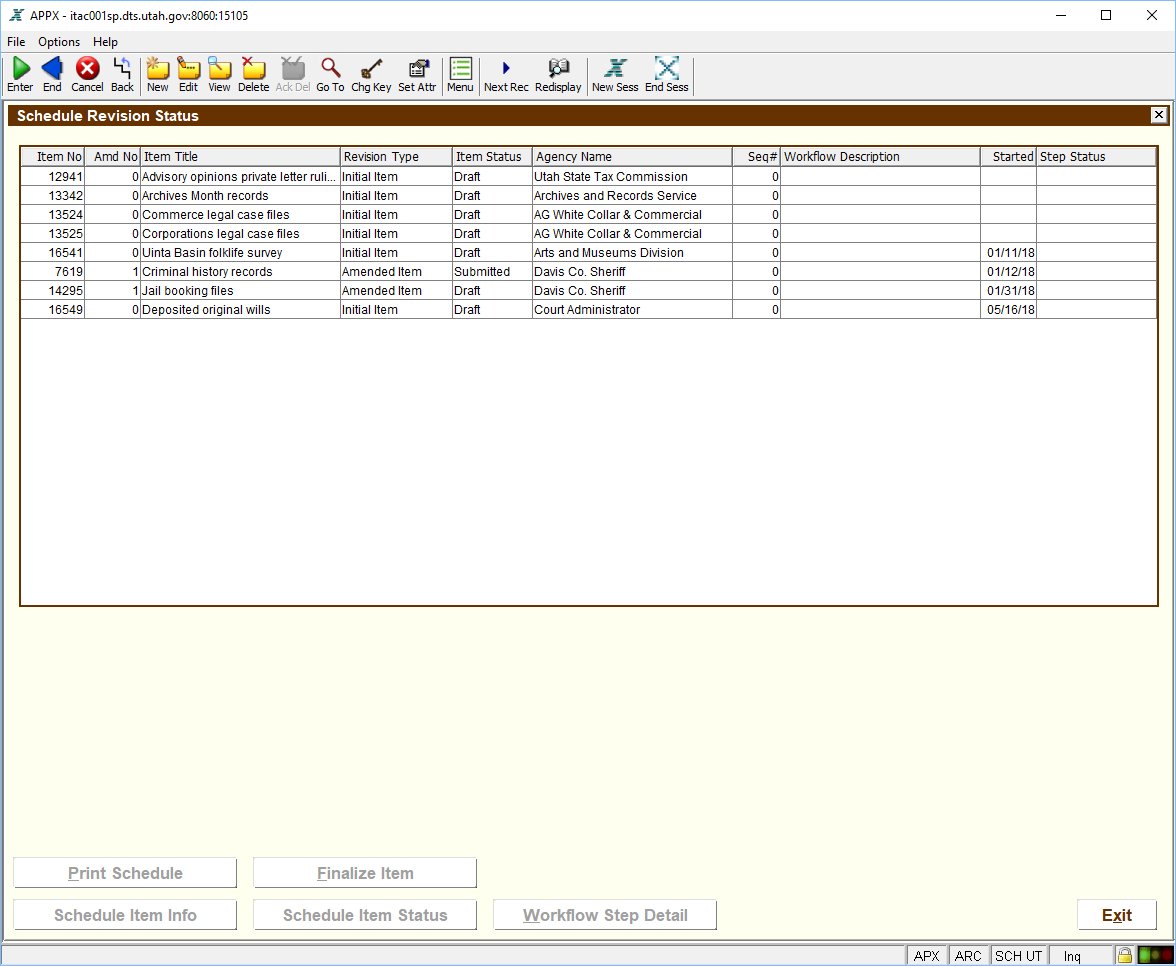 APPX - itac001sp.dts.utah.gov:8060:15105
File Options Help
Enter End Cancel Back New Edit View Delete Ack Del Go To Chg Key Set Attr Menu Next Rec Redisplay New Sess End Sess
Schedule Revision Status
Item No Amd No Item Title Revision Type Item Status Agency Name Seq# Workflow Description Started Step Status
12941 0 Advisory opinions private letter ruli... Initial Item Draft Utah State Tax Commission 0
13342 0 Archives Month records Initial Item Draft Archives and Records Service 0
13524 0 Commerce legal case files Initial Item Draft AG White Collar & Commercial 0
13525 0 Corporations legal case files Initial Item Draft AG White Collar & Commercial 0
16541 0 Uinta Basin folklife survey Initial Item Draft Arts and Museums Division 0 01/11/18
7619 1 Criminal history records Amended Item Submitted Davis Co. Sheriff 0 01/12/18
14295 1 Jail booking files Amended Item Draft Davis Co. Sheriff 0 01/31/18
16549 0 Deposited original wills Initial Item Draft Court Administrator 0 05/16/18
Print Schedule Finalize Item
Schedule Item Info Schedule Item Status Workflow Step Detail Exit
APX ARC SCH UT Inq